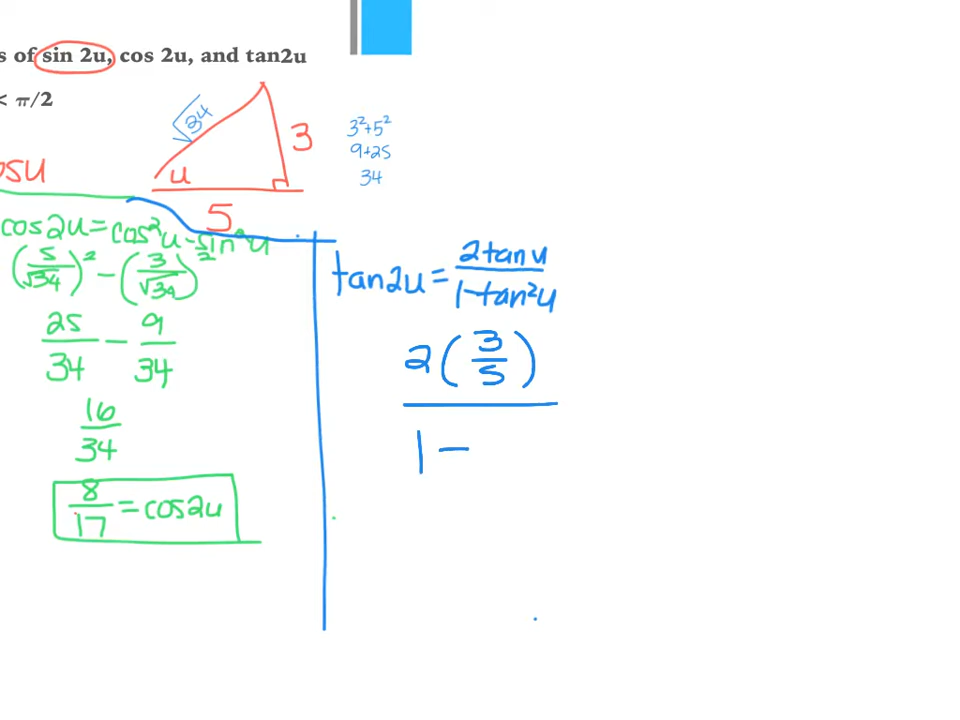 s of sin 2u, cos 2u, and tan2u
< π/2
√34
3
u
5
3²+5²
9+25
34
osu
cos2u=cos²u-sin²u
(5/√34)² - (3/√34)²
25/34 - 9/34
16/34
8/17 = cos2u
tan2u = 2tanu/1-tan²u
2(3/5)
1-